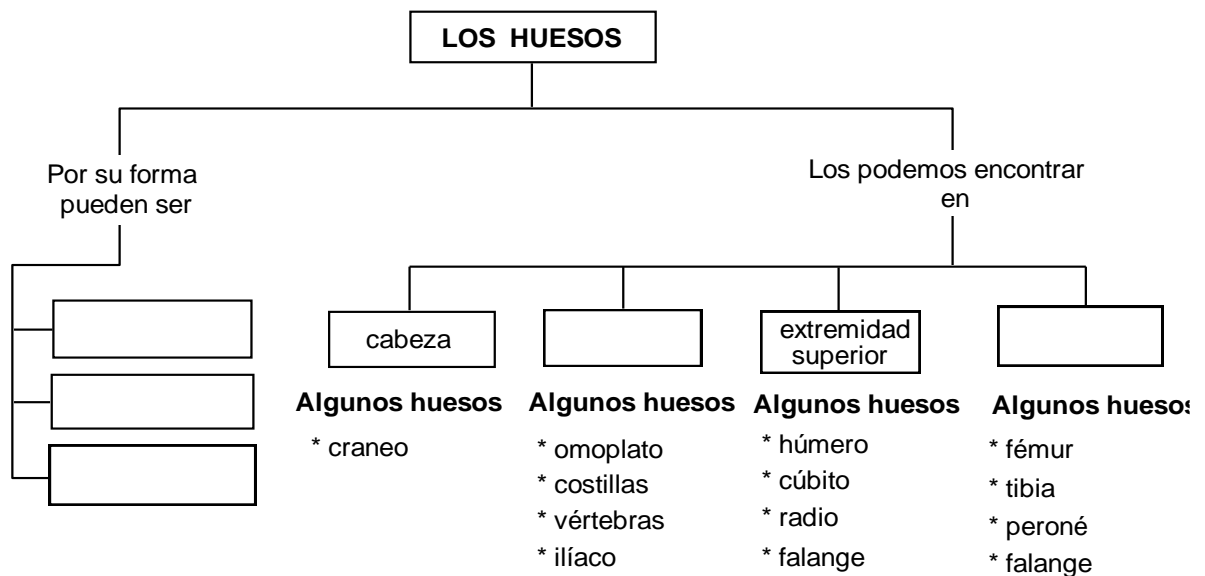 LOS HUESOS
Por su forma
pueden ser
Los podemos encontrar
en
cabeza
extremidad
superior
Algunos huesos
* craneo
Algunos huesos
* omoplato
* costillas
* vértebras
* ilíaco
Algunos huesos
* húmero
* cúbito
* radio
* falange
Algunos huesos
* fémur
* tibia
* peroné
* falange